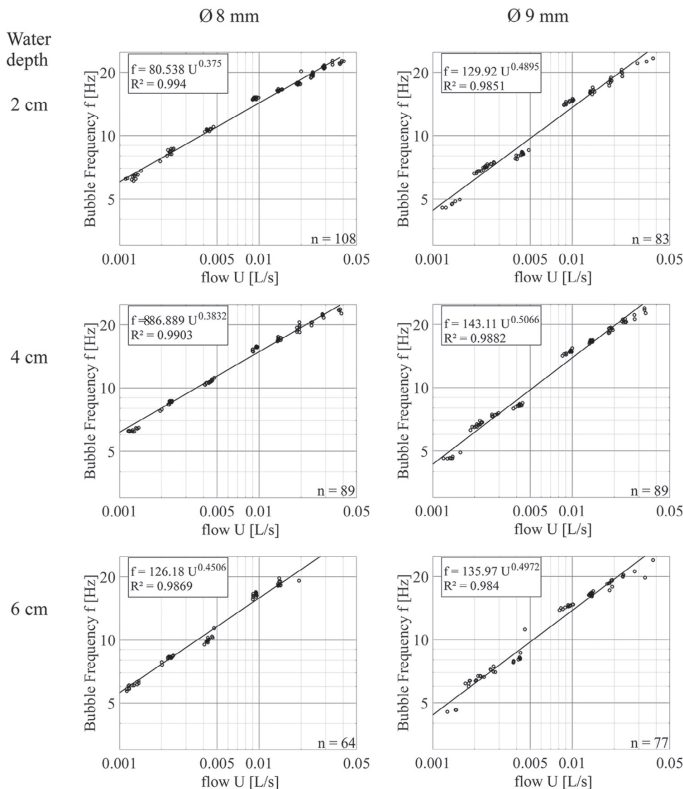 Ø 8 mm
Ø 9 mm
Water
depth
2 cm
Bubble Frequency f [Hz]
20
10
5
f = 80.538 U^0.375
R² = 0.994
n = 108
0.001
0.005
0.01
0.05
flow U [L/s]
Bubble Frequency f [Hz]
20
10
5
f = 129.92 U^0.4895
R² = 0.9851
n = 83
0.001
0.005
0.01
0.05
flow U [L/s]
4 cm
Bubble Frequency f [Hz]
20
10
5
f = 86.889 U^0.3832
R² = 0.9903
n = 89
0.001
0.005
0.01
0.05
flow U [L/s]
Bubble Frequency f [Hz]
20
10
5
f = 143.11 U^0.5066
R² = 0.9882
n = 89
0.001
0.005
0.01
0.05
flow U [L/s]
6 cm
Bubble Frequency f [Hz]
20
10
5
f = 126.18 U^0.4506
R² = 0.9869
n = 64
0.001
0.005
0.01
0.05
flow U [L/s]
Bubble Frequency f [Hz]
20
10
5
f = 135.97 U^0.4972
R² = 0.984
n = 77
0.001
0.005
0.01
0.05
flow U [L/s]